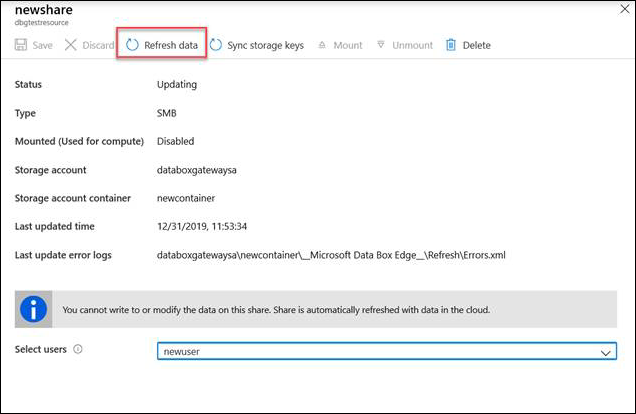 newshare
dbgtestresource
Save Discard Refresh data Sync storage keys Mount Unmount Delete
Status Updating
Type SMB
Mounted (Used for compute) Disabled
Storage account databoxgatewaysa
Storage account container newcontainer
Last updated time 12/31/2019, 11:53:34
Last update error logs databoxgatewaysa\newcontainer\__Microsoft Data Box Edge__\Refresh\Errors.xml
You cannot write to or modify the data on this share. Share is automatically refreshed with data in the cloud.
Select users newuser